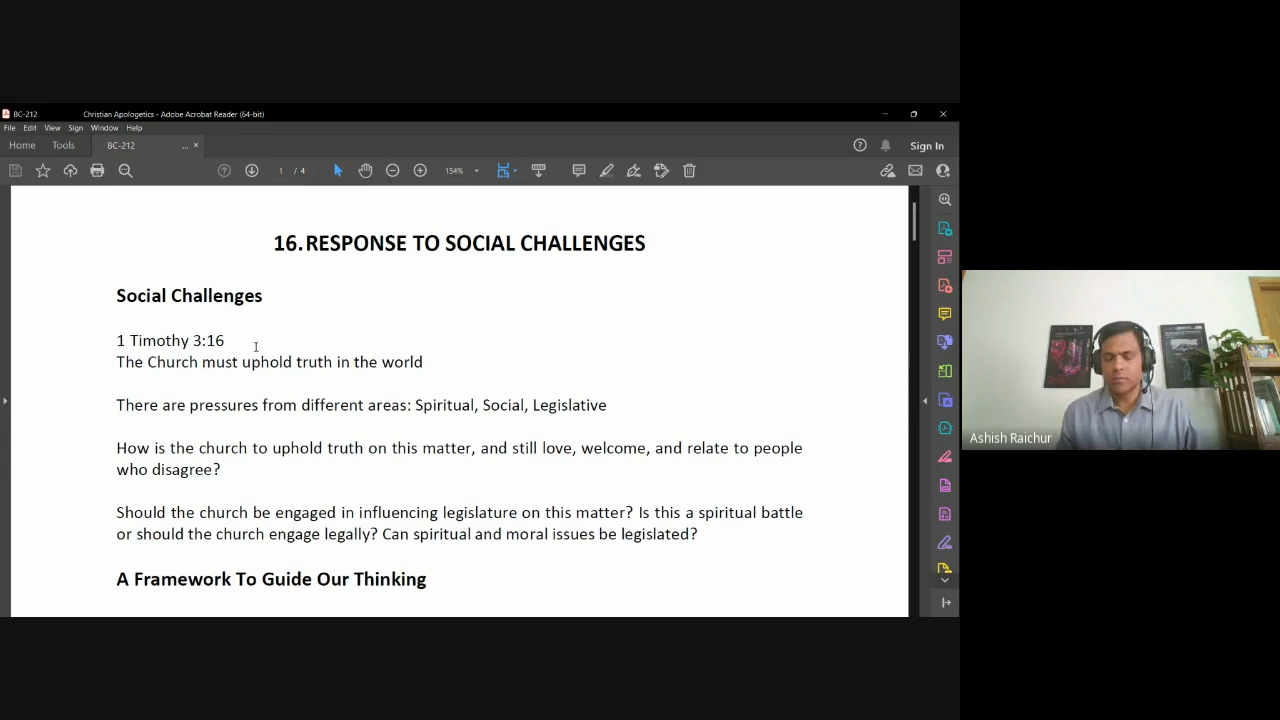 BC-212 Christian Apologetics - Adobe Acrobat Reader (64-bit)
File Edit View Sign Window Help
Home Tools BC-212 ... × Sign In
1 / 4 154%
16. RESPONSE TO SOCIAL CHALLENGES
Social Challenges
1 Timothy 3:16
The Church must uphold truth in the world
There are pressures from different areas: Spiritual, Social, Legislative
How is the church to uphold truth on this matter, and still love, welcome, and relate to people
who disagree?
Should the church be engaged in influencing legislature on this matter? Is this a spiritual battle
or should the church engage legally? Can spiritual and moral issues be legislated?
A Framework To Guide Our Thinking
Ashish Raichur